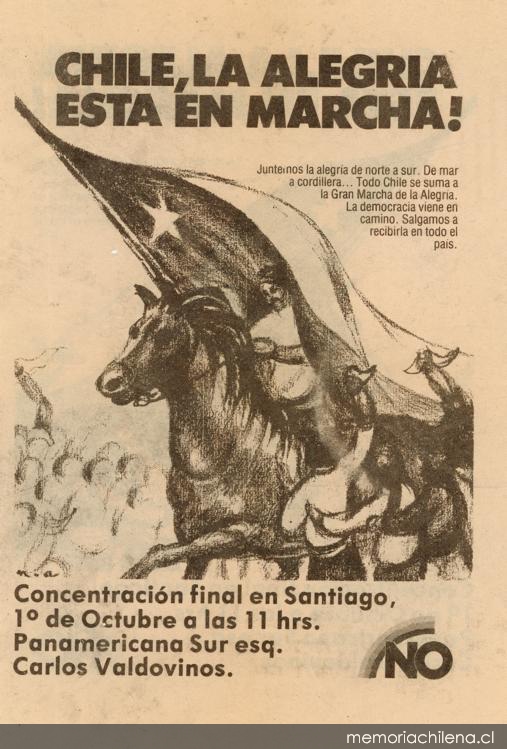 CHILE, LA ALEGRIA
ESTA EN MARCHA!
Juntemos la alegría de norte a sur. De mar
a cordillera... Todo Chile se suma a
la Gran Marcha de la Alegría.
La democracia viene en
camino. Salgamos a
recibirla en todo el
país.
n.a
Concentración final en Santiago,
1º de Octubre a las 11 hrs.
Panamericana Sur esq.
Carlos Valdovinos.
NO
memoriachilena.cl